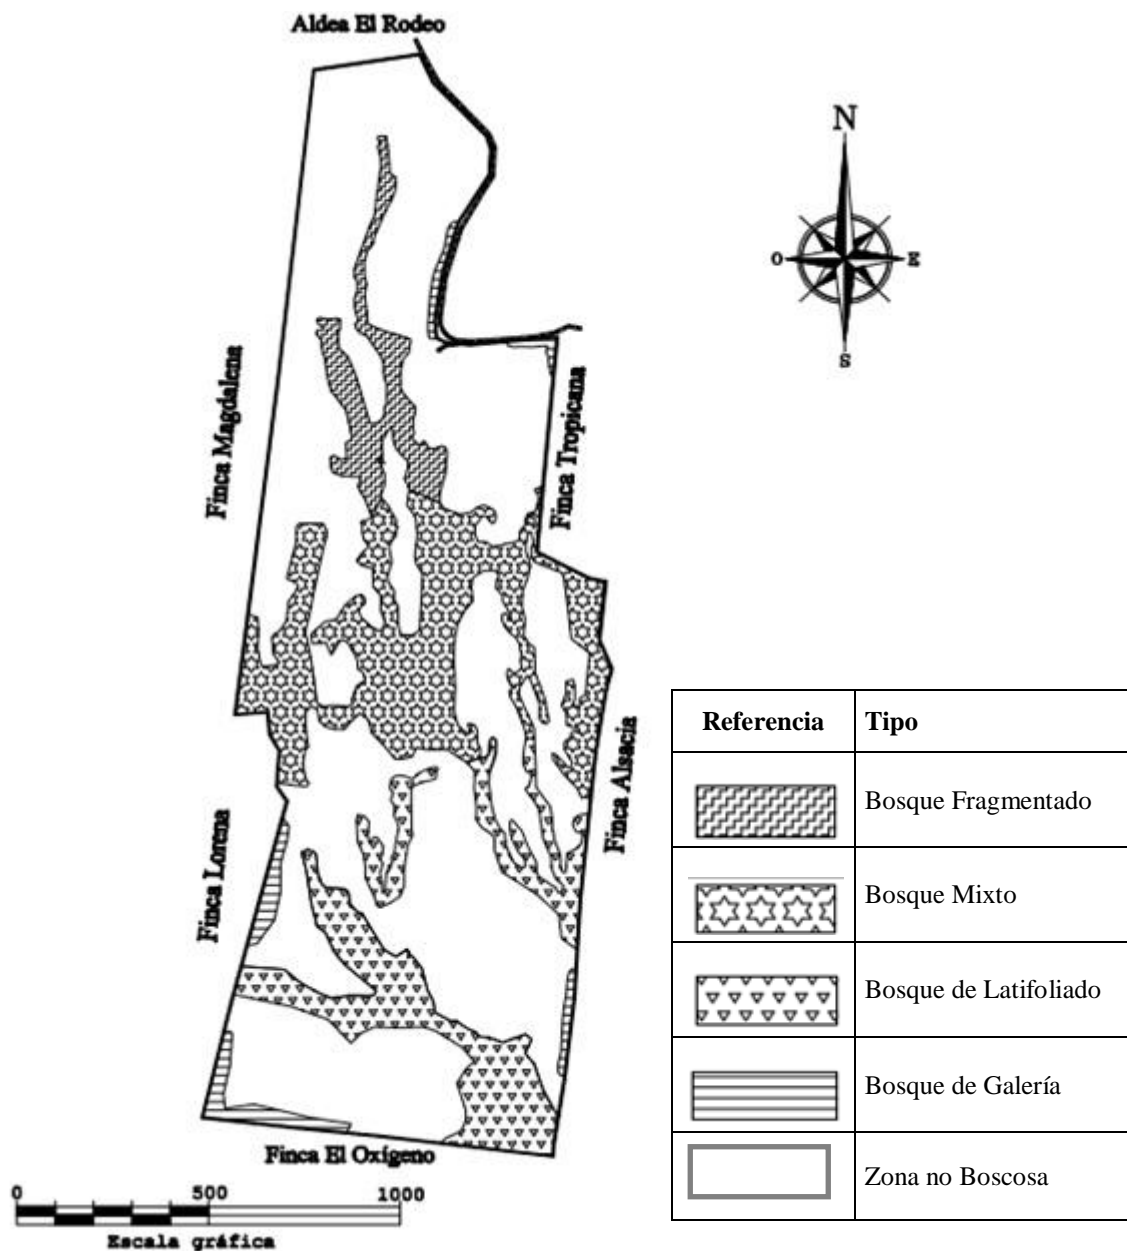 Aldea El Rodeo
N
O
E
S
Finca Magdalena
Finca Tropicana
Finca Alsacia
Finca Lorena
Finca El Oxígeno
0 500 1000
Escala gráfica
Referencia Tipo
Bosque Fragmentado
Bosque Mixto
Bosque de Latifoliado
Bosque de Galería
Zona no Boscosa